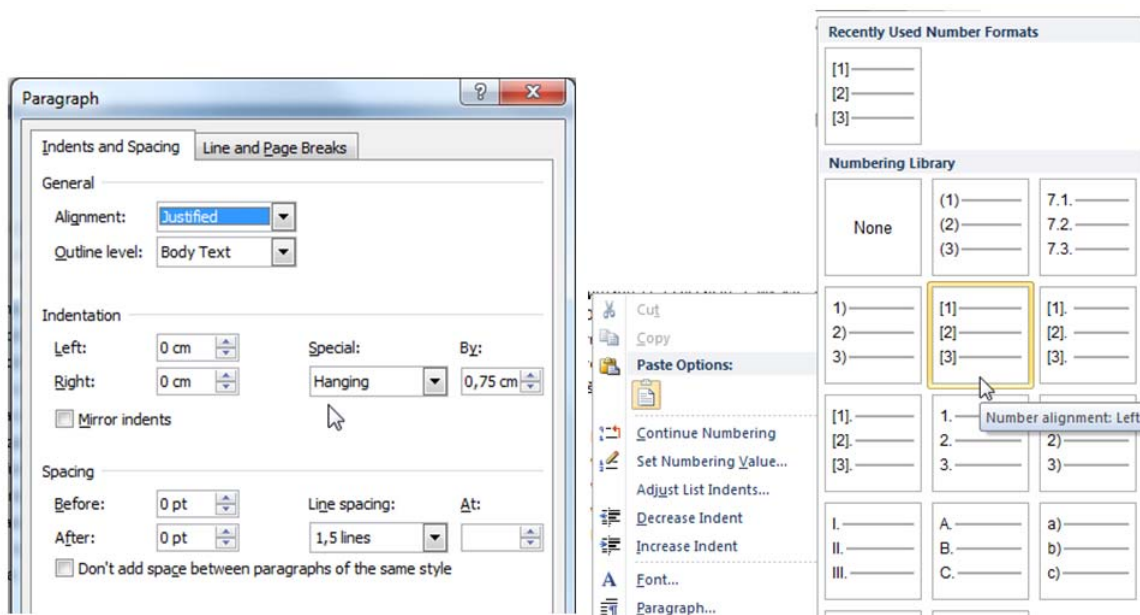 Paragraph
Indents and Spacing Line and Page Breaks
General
Alignment: Justified
Outline level: Body Text
Indentation
Left: 0 cm Special: By:
Right: 0 cm Hanging 0,75 cm
Mirror indents
Spacing
Before: 0 pt Line spacing: At:
After: 0 pt 1,5 lines
Don't add space between paragraphs of the same style
Cut
Copy
Paste Options:
Continue Numbering
Set Numbering Value...
Adjust List Indents...
Decrease Indent
Increase Indent
A Font...
Paragraph...
Recently Used Number Formats
[1]
[2]
[3]
Numbering Library
None
(1)
(2)
(3)
7.1.
7.2.
7.3.
1)
2)
3)
[1]
[2]
[3]
[1].
[2].
[3].
Number alignment: Left
[1].
[2].
[3].
1.
2.
3.
2)
3)
I.
II.
III.
A.
B.
C.
a)
b)
c)